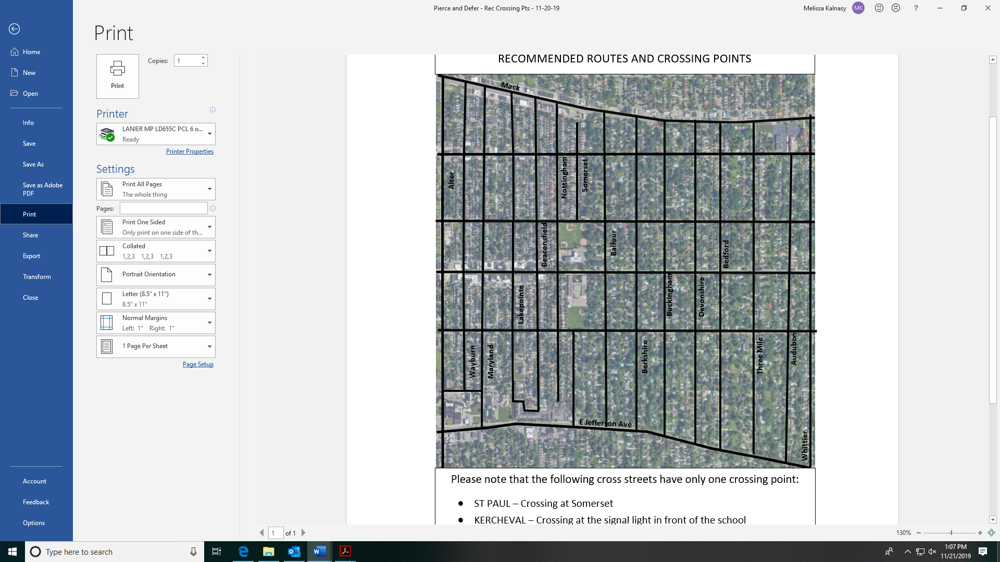 Pierce and Defer - Rec Crossing Pts - 11-20-19
Melissa Kalnasy
MK
?
Print
Home
New
Open
Info
Save
Save As
Save as Adobe
PDF
Print
Share
Export
Transform
Close
Account
Feedback
Options
Print
Copies: 1
Printer
LANIER MP LD655C PCL 6 o...
Ready
Printer Properties
Settings
Print All Pages
The whole thing
Pages:
Print One Sided
Only print on one side of th...
Collated
1,2,3 1,2,3 1,2,3
Portrait Orientation
Letter (8.5" x 11")
8.5" x 11"
Normal Margins
Left: 1" Right: 1"
1 Page Per Sheet
Page Setup
RECOMMENDED ROUTES AND CROSSING POINTS
Mack
Alter
Nottingham
Somerset
Beaconsfield
Balfour
Bedford
Lakepointe
Buckingham
Devonshire
Wayburn
Maryland
Berkshire
Three Mile
Audubon
E Jefferson Ave
Whittier
Please note that the following cross streets have only one crossing point:
● ST PAUL – Crossing at Somerset
● KERCHEVAL – Crossing at the signal light in front of the school
1 of 1
130%
Type here to search
1:07 PM
11/21/2019